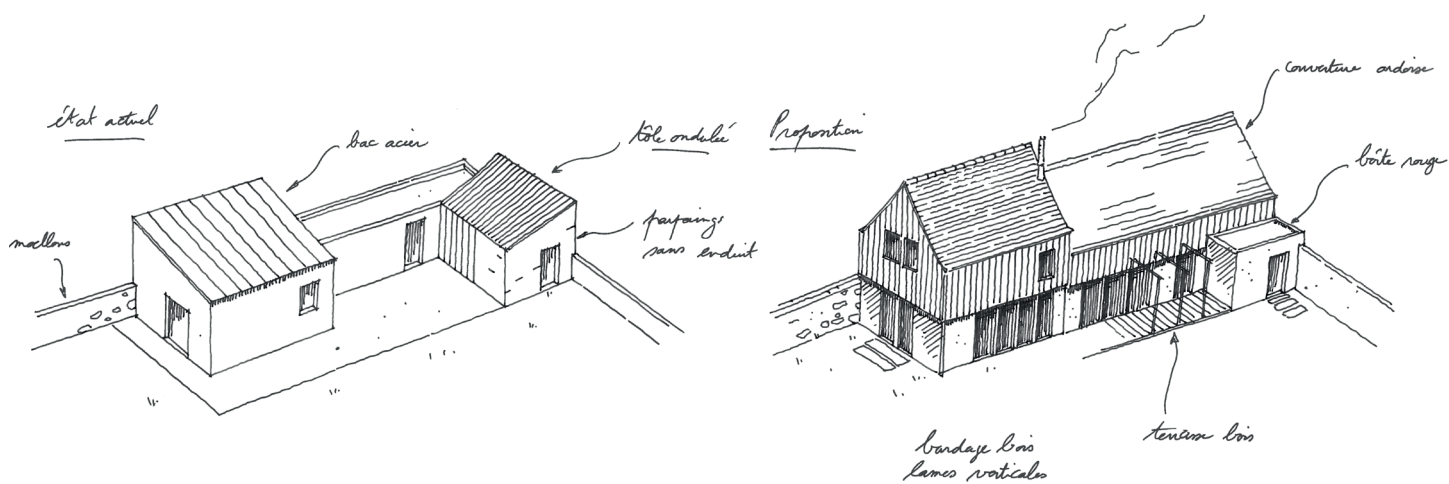 état actuel
bac acier
tôle ondulée
moellons
parpaings
sans enduit
Proposition
couverture ardoise
boîte rouge
terrasse bois
bardage bois
lames verticales